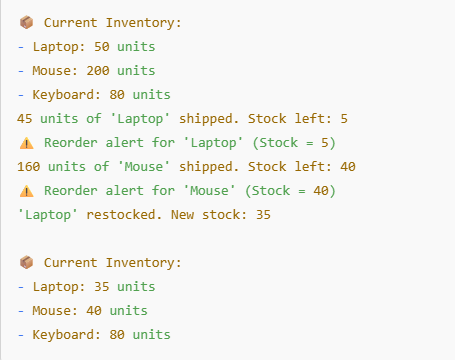 📦 Current Inventory:
- Laptop: 50 units
- Mouse: 200 units
- Keyboard: 80 units
45 units of 'Laptop' shipped. Stock left: 5
⚠️ Reorder alert for 'Laptop' (Stock = 5)
160 units of 'Mouse' shipped. Stock left: 40
⚠️ Reorder alert for 'Mouse' (Stock = 40)
'Laptop' restocked. New stock: 35
📦 Current Inventory:
- Laptop: 35 units
- Mouse: 40 units
- Keyboard: 80 units